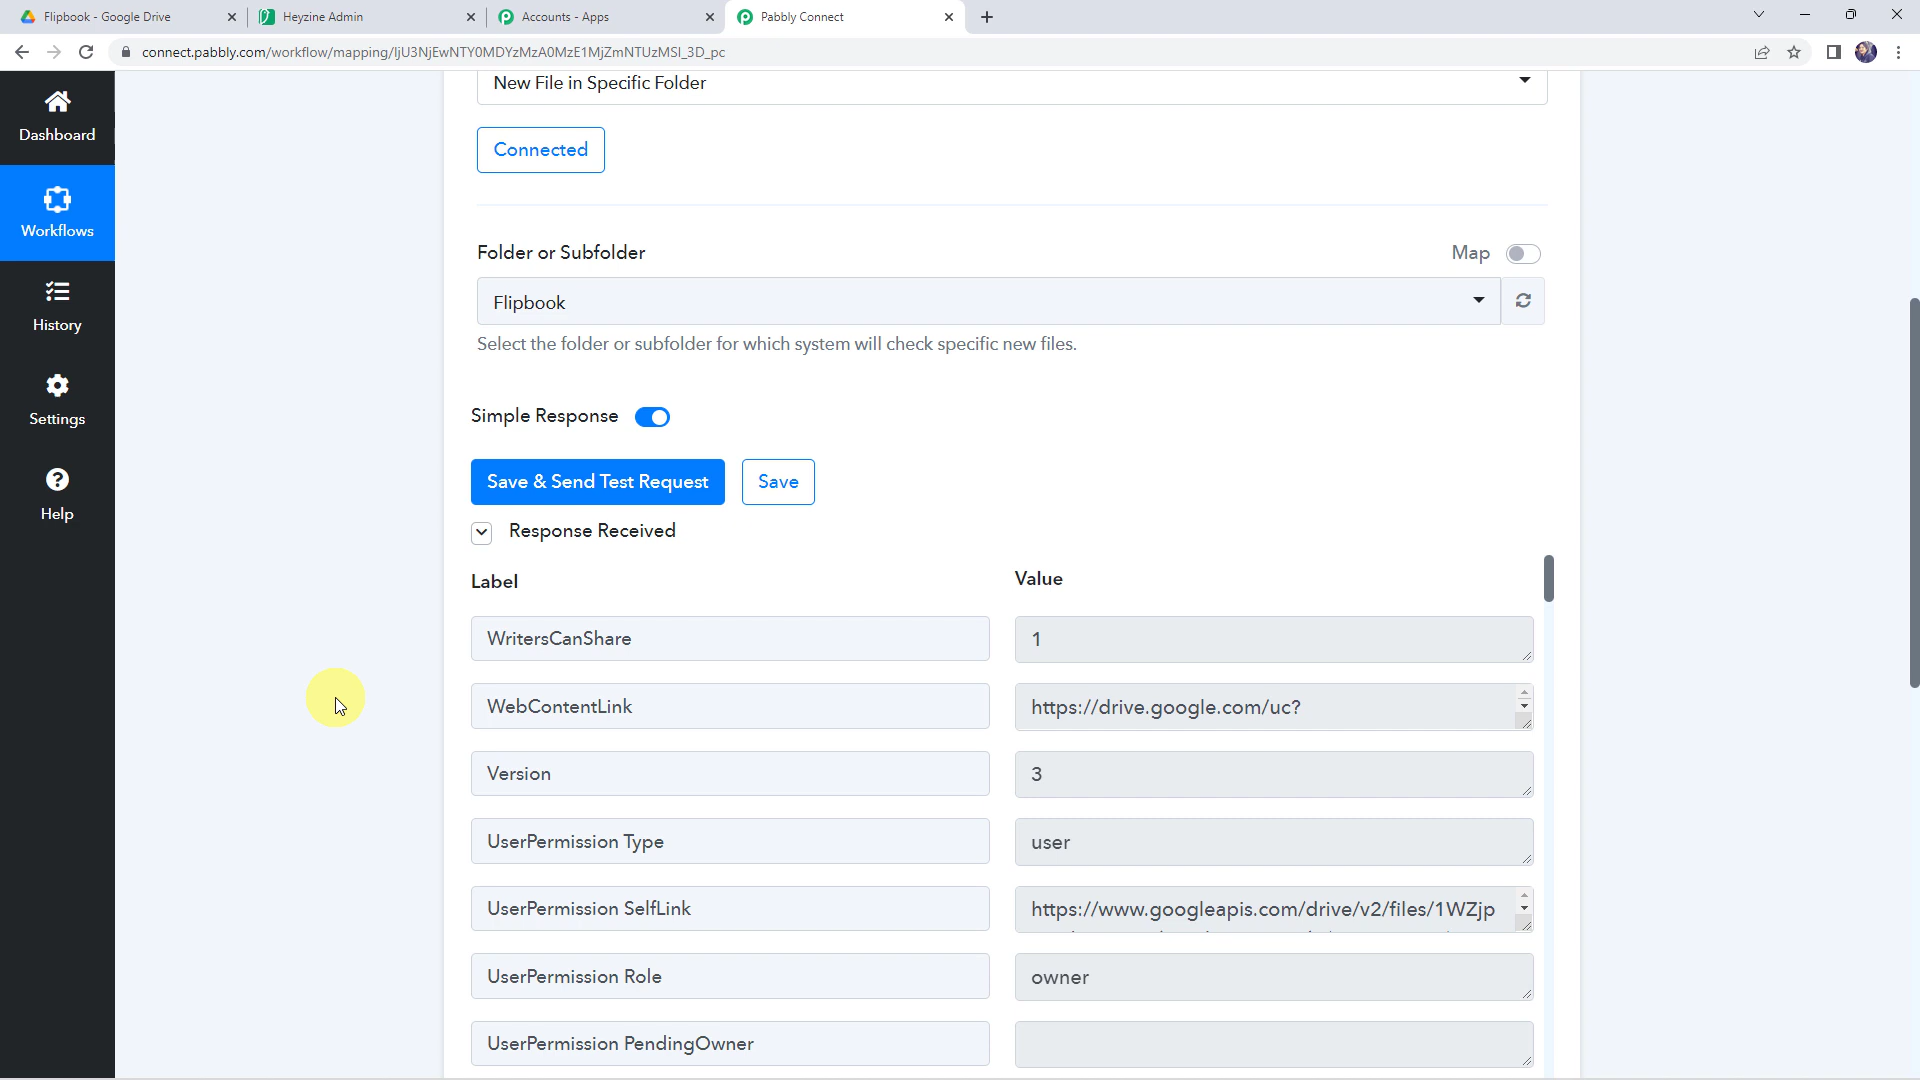 Flipbook - Google Drive
Heyzine Admin
Accounts - Apps
Pabbly Connect
connect.pabbly.com/workflow/mapping/IjU3NjEwNTY0MDYzMzA0MzE1MjZmNTUzMSI_3D_pc
Dashboard
Workflows
History
Settings
Help
New File in Specific Folder
Connected
Folder or Subfolder
Map
Flipbook
Select the folder or subfolder for which system will check specific new files.
Simple Response
Save & Send Test Request
Save
Response Received
Label
Value
WritersCanShare
1
WebContentLink
https://drive.google.com/uc?
Version
3
UserPermission Type
user
UserPermission SelfLink
https://www.googleapis.com/drive/v2/files/1WZjp
UserPermission Role
owner
UserPermission PendingOwner